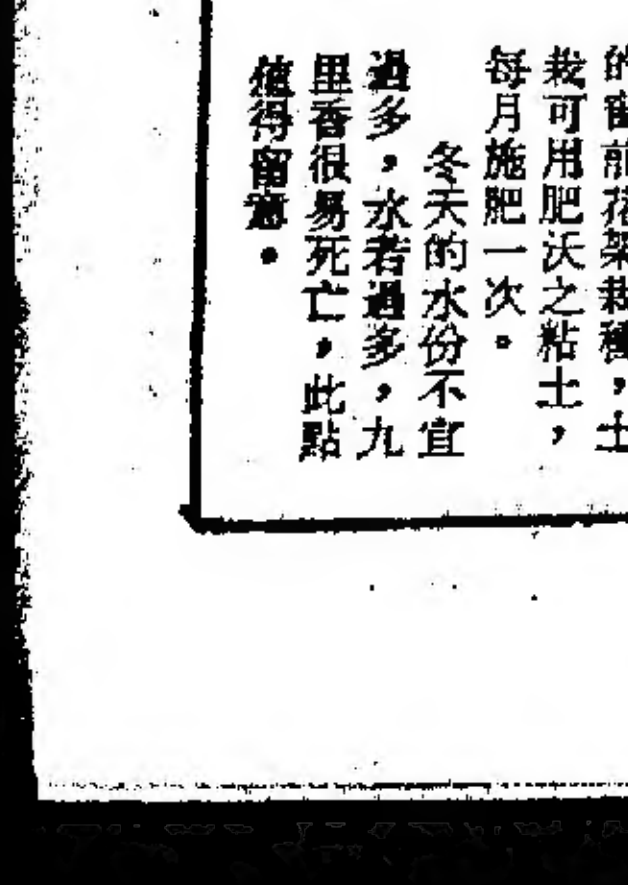 的窗前花架栽種，土
栽可用肥沃之粘土，
每月施肥一次。
冬天的水份不宜
過多，水若過多，九
里香很易死亡，此點
值得留意。